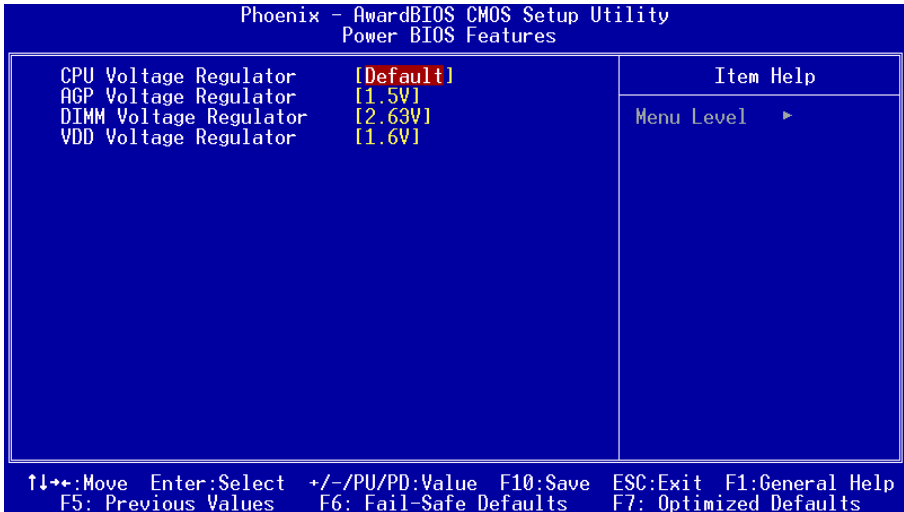 Phoenix - AwardBIOS CMOS Setup Utility
Power BIOS Features
CPU Voltage Regulator [Default]
AGP Voltage Regulator [1.5V]
DIMM Voltage Regulator [2.63V]
VDD Voltage Regulator [1.6V]
Item Help
Menu Level ►
↑↓→←:Move Enter:Select +/-/PU/PD:Value F10:Save ESC:Exit F1:General Help
F5: Previous Values F6: Fail-Safe Defaults F7: Optimized Defaults